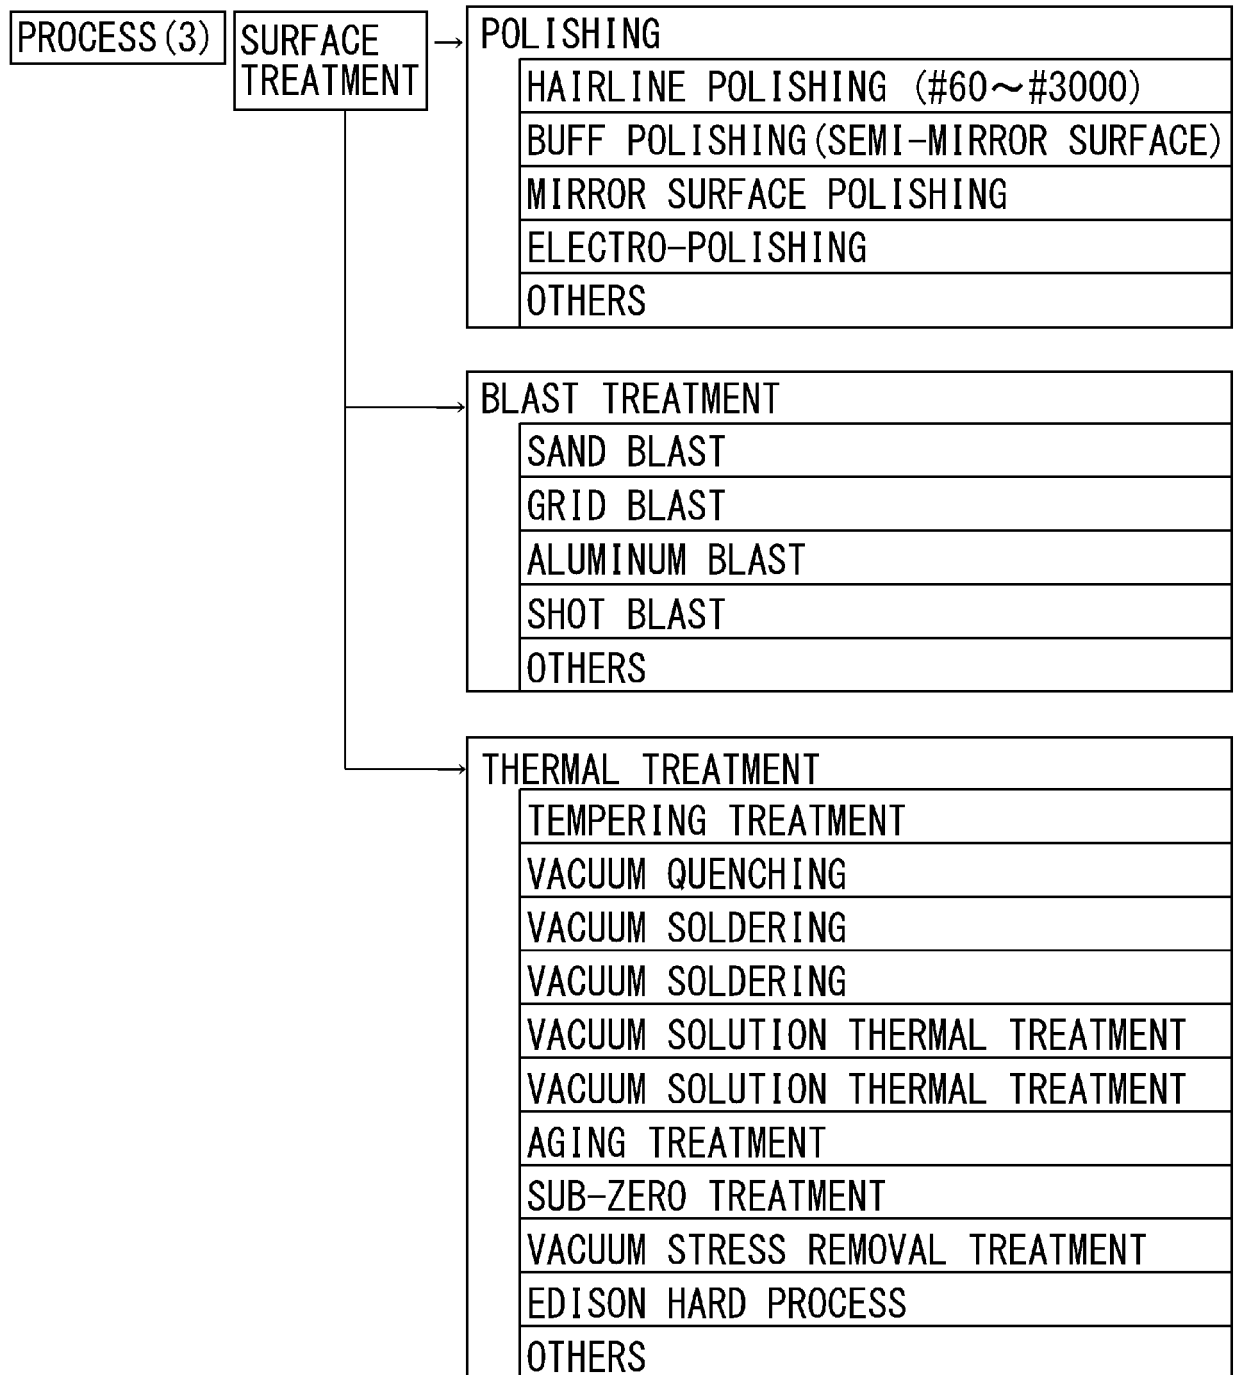 PROCESS(3)
SURFACE
TREATMENT
→ POLISHING
HAIRLINE POLISHING (#60～#3000)
BUFF POLISHING(SEMI-MIRROR SURFACE)
MIRROR SURFACE POLISHING
ELECTRO-POLISHING
OTHERS
BLAST TREATMENT
SAND BLAST
GRID BLAST
ALUMINUM BLAST
SHOT BLAST
OTHERS
THERMAL TREATMENT
TEMPERING TREATMENT
VACUUM QUENCHING
VACUUM SOLDERING
VACUUM SOLDERING
VACUUM SOLUTION THERMAL TREATMENT
VACUUM SOLUTION THERMAL TREATMENT
AGING TREATMENT
SUB-ZERO TREATMENT
VACUUM STRESS REMOVAL TREATMENT
EDISON HARD PROCESS
OTHERS